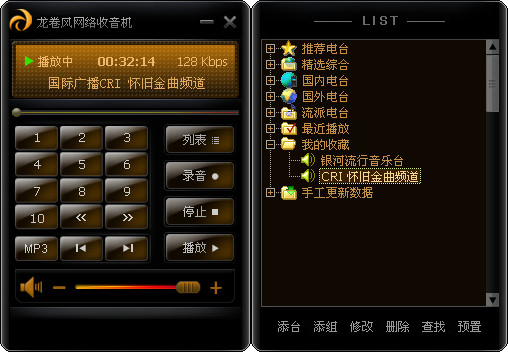 龙卷风网络收音机
播放中 00:32:14 128 Kbps
国际广播CRI 怀旧金曲频道
1 2 3 列表
4 5 6 录音
7 8 9 停止
10 « »
MP3 播放
LIST
推荐电台
精选综合
国内电台
国外电台
流派电台
最近播放
我的收藏
银河流行音乐台
CRI 怀旧金曲频道
手工更新数据
添台 添组 修改 删除 查找 预置